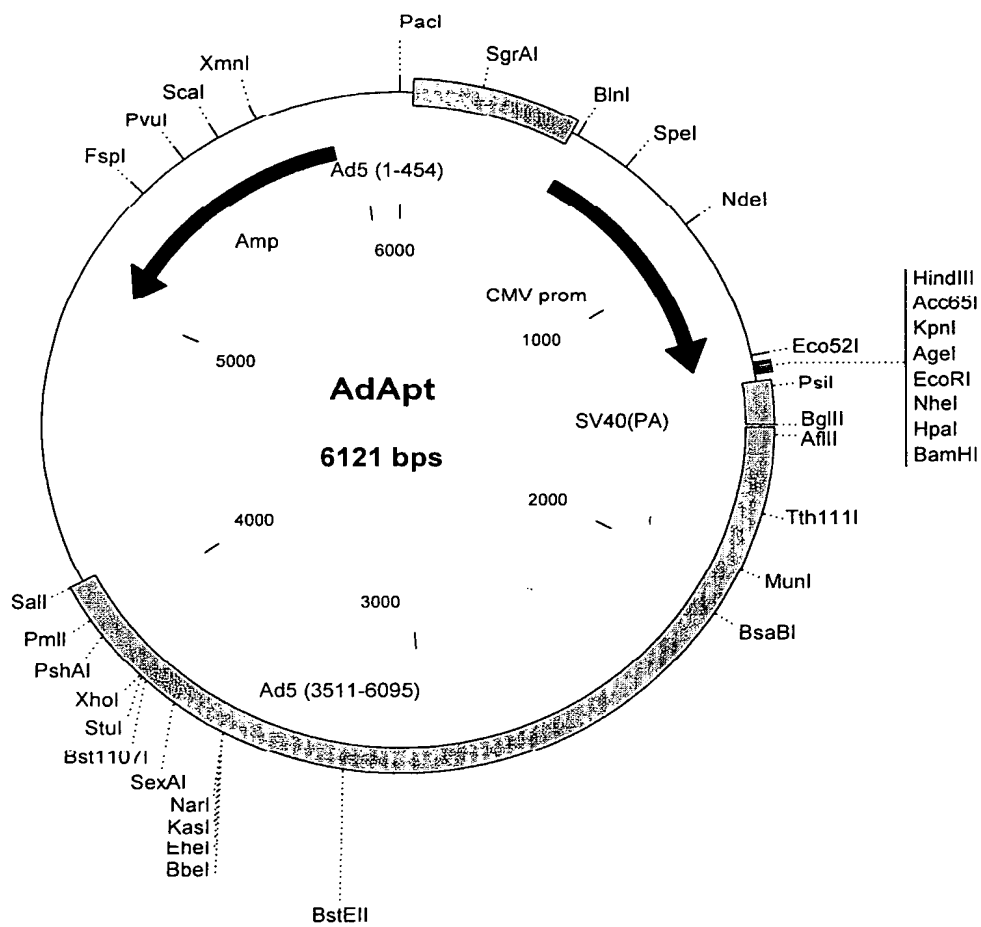 PacI
SgrAI
BlnI
SpeI
NdeI
XmnI
ScaI
PvuI
FspI
Ad5 (1-454)
6000
Amp
CMV prom
1000
5000
HindIII
Acc65I
KpnI
AgeI
EcoRI
NheI
HpaI
BamHI
Eco52I
PsiI
BglII
AflII
AdApt
6121 bps
SV40(PA)
2000
4000
3000
Tth111I
MunI
BsaBI
SalI
PmlI
PshAI
XhoI
StuI
Bst1107I
SexAI
NarI
KasI
EheI
BbeI
Ad5 (3511-6095)
BstEII